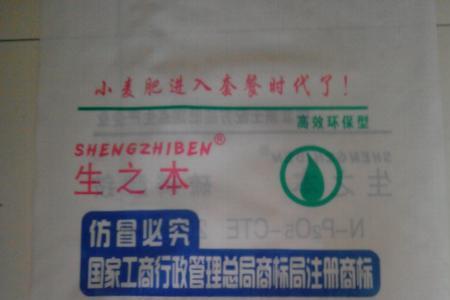 小麦肥进入套餐时代了！
高效环保型
SHENGZHIBEN®
生之本
仿冒必究
国家工商行政管理总局商标局注册商标
N-P2O5-CTE